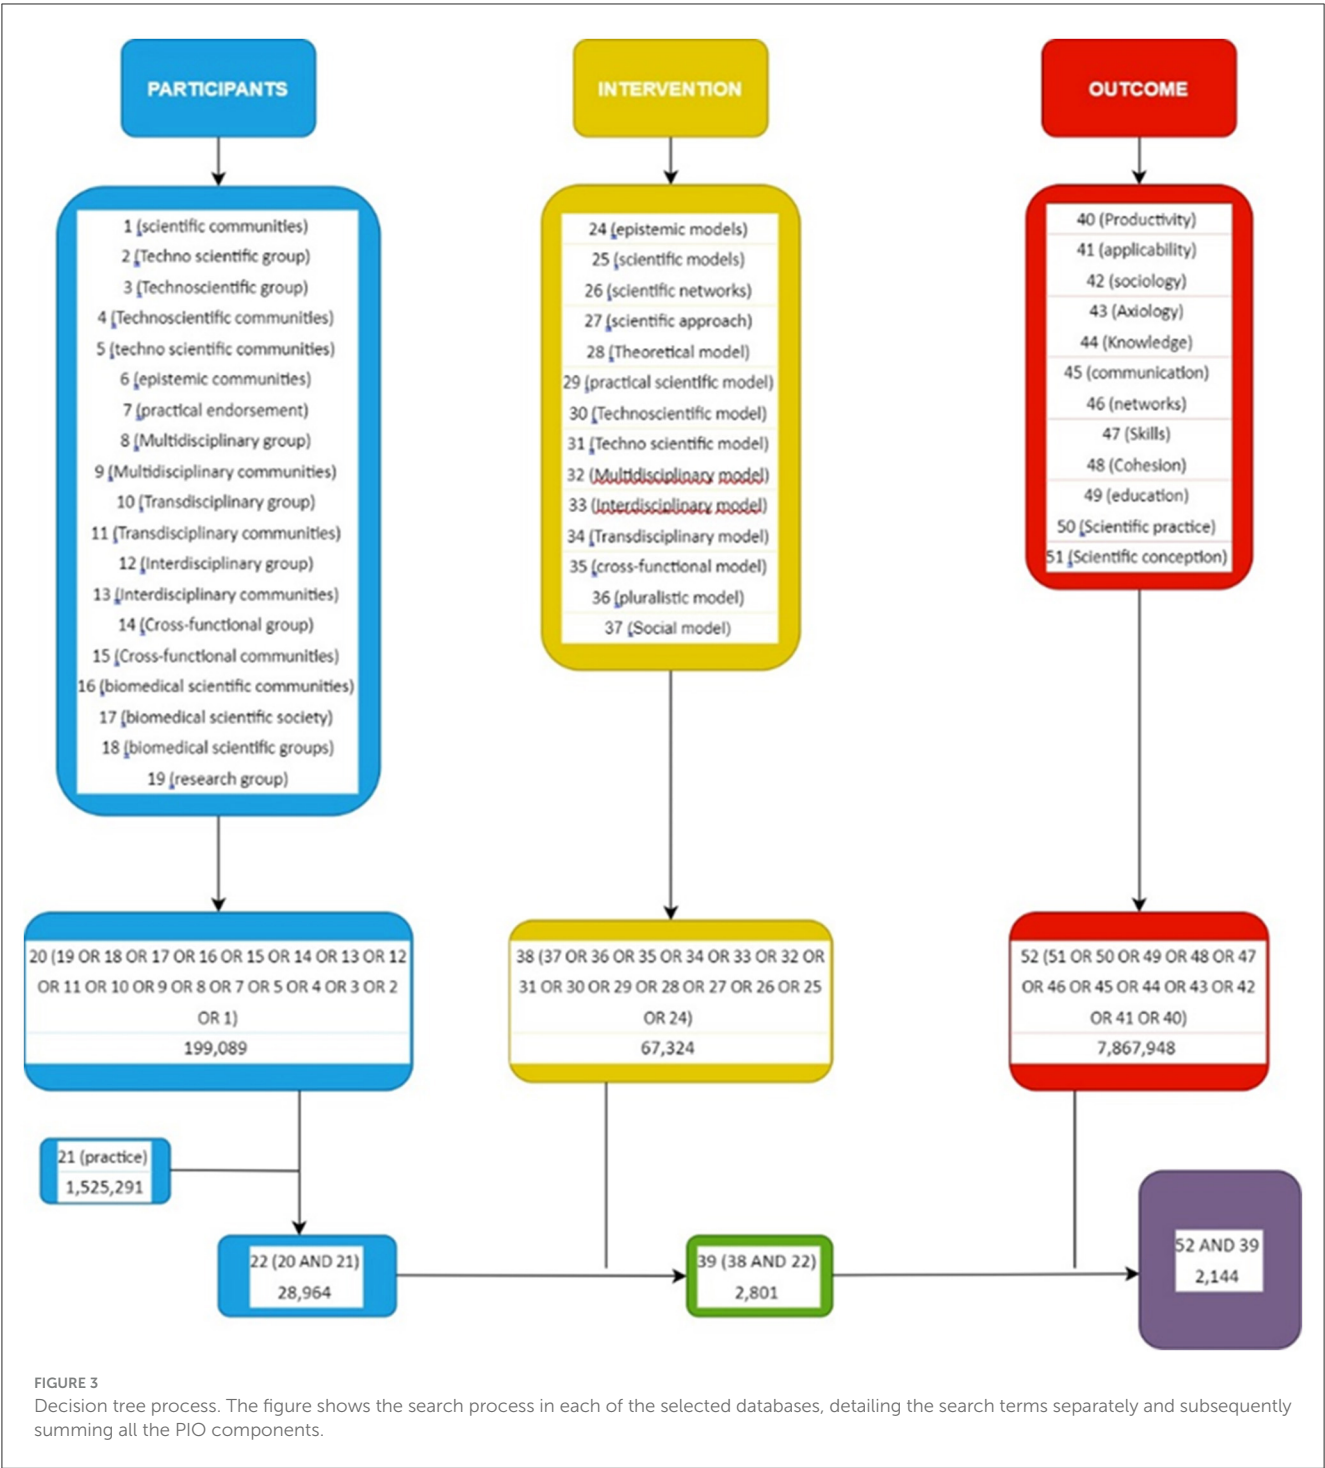 PARTICIPANTS
1 (scientific communities)
2 (Techno scientific group)
3 (Technoscientific group)
4 (Technoscientific communities)
5 (techno scientific communities)
6 (epistemic communities)
7 (practical endorsement)
8 (Multidisciplinary group)
9 (Multidisciplinary communities)
10 (Transdisciplinary group)
11 (Transdisciplinary communities)
12 (Interdisciplinary group)
13 (Interdisciplinary communities)
14 (Cross-functional group)
15 (Cross-functional communities)
16 (biomedical scientific communities)
17 (biomedical scientific society)
18 (biomedical scientific groups)
19 (research group)
20 (19 OR 18 OR 17 OR 16 OR 15 OR 14 OR 13 OR 12
OR 11 OR 10 OR 9 OR 8 OR 7 OR 5 OR 4 OR 3 OR 2
OR 1)
199,089
21 (practice)
1,525,291
22 (20 AND 21)
28,964
INTERVENTION
24 (epistemic models)
25 (scientific models)
26 (scientific networks)
27 (scientific approach)
28 (Theoretical model)
29 (practical scientific model)
30 (Technoscientific model)
31 (Techno scientific model)
32 (Multidisciplinary model)
33 (Interdisciplinary model)
34 (Transdisciplinary model)
35 (cross-functional model)
36 (pluralistic model)
37 (Social model)
38 (37 OR 36 OR 35 OR 34 OR 33 OR 32 OR
31 OR 30 OR 29 OR 28 OR 27 OR 26 OR 25
OR 24)
67,324
39 (38 AND 22)
2,801
OUTCOME
40 (Productivity)
41 (applicability)
42 (sociology)
43 (Axiology)
44 (Knowledge)
45 (communication)
46 (networks)
47 (Skills)
48 (Cohesion)
49 (education)
50 (Scientific practice)
51 (Scientific conception)
52 (51 OR 50 OR 49 OR 48 OR 47
OR 46 OR 45 OR 44 OR 43 OR 42
OR 41 OR 40)
7,867,948
52 AND 39
2,144
FIGURE 3
Decision tree process. The figure shows the search process in each of the selected databases, detailing the search terms separately and subsequently
summing all the PIO components.